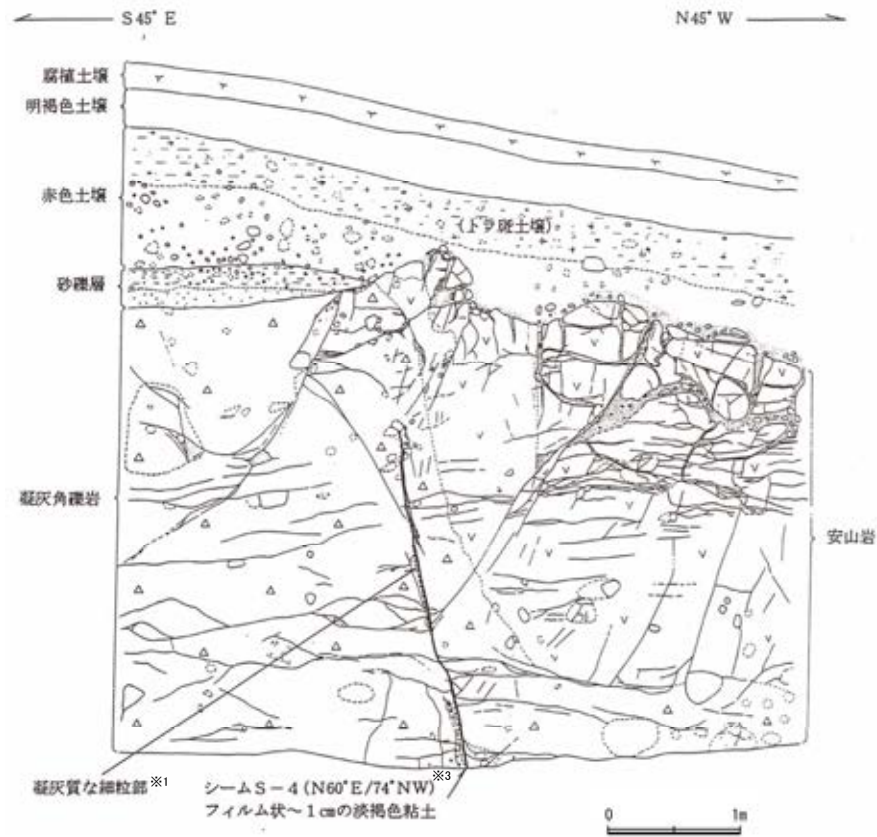 S45°E
N45°W
腐植土壌
明褐色土壌
赤色土壌
(トラ斑土壌)
砂礫層
凝灰角礫岩
安山岩
凝灰質な細粒部※1
シームS-4(N60°E/74°NW)※3
フィルム状~1cmの淡褐色粘土
0 1m